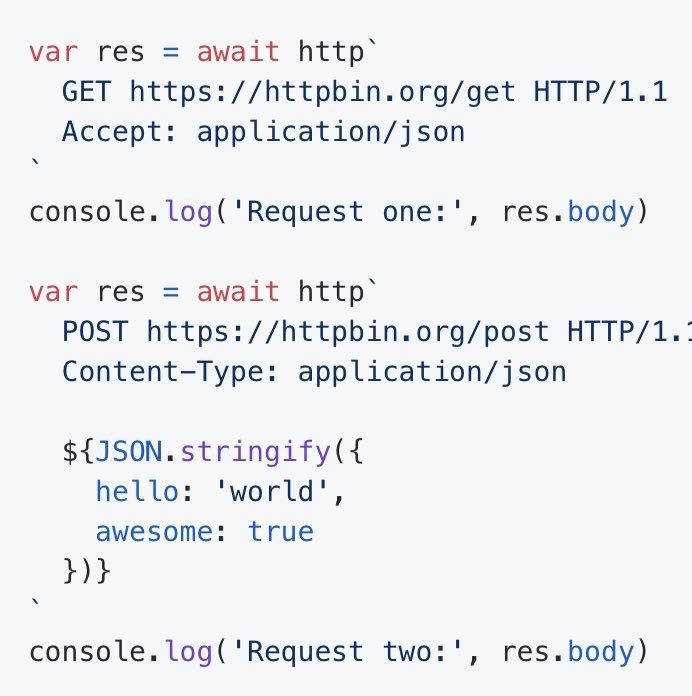 var res = await http`
  GET https://httpbin.org/get HTTP/1.1
  Accept: application/json
`
console.log('Request one:', res.body)

var res = await http`
  POST https://httpbin.org/post HTTP/1.1
  Content-Type: application/json

  ${JSON.stringify({
    hello: 'world',
    awesome: true
  })}
`
console.log('Request two:', res.body)